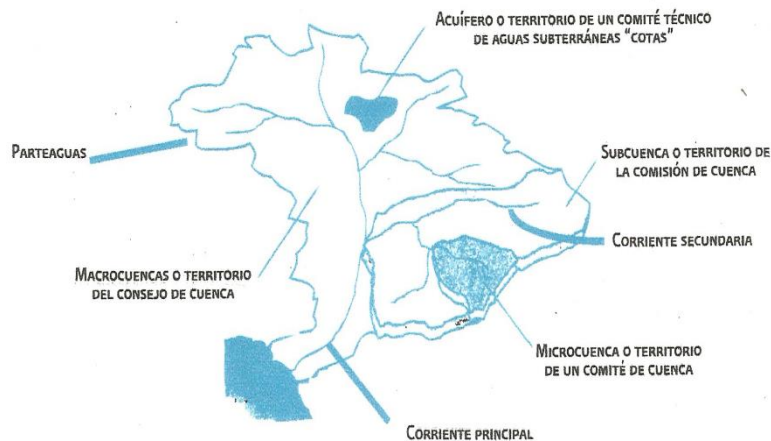 ACUÍFERO O TERRITORIO DE UN COMITÉ TÉCNICO
DE AGUAS SUBTERRÁNEAS "COTAS"
PARTEAGUAS
SUBCUENCA O TERRITORIO DE
LA COMISIÓN DE CUENCA
CORRIENTE SECUNDARIA
MACROCUENCAS O TERRITORIO
DEL CONSEJO DE CUENCA
MICROCUENCA O TERRITORIO
DE UN COMITÉ DE CUENCA
CORRIENTE PRINCIPAL